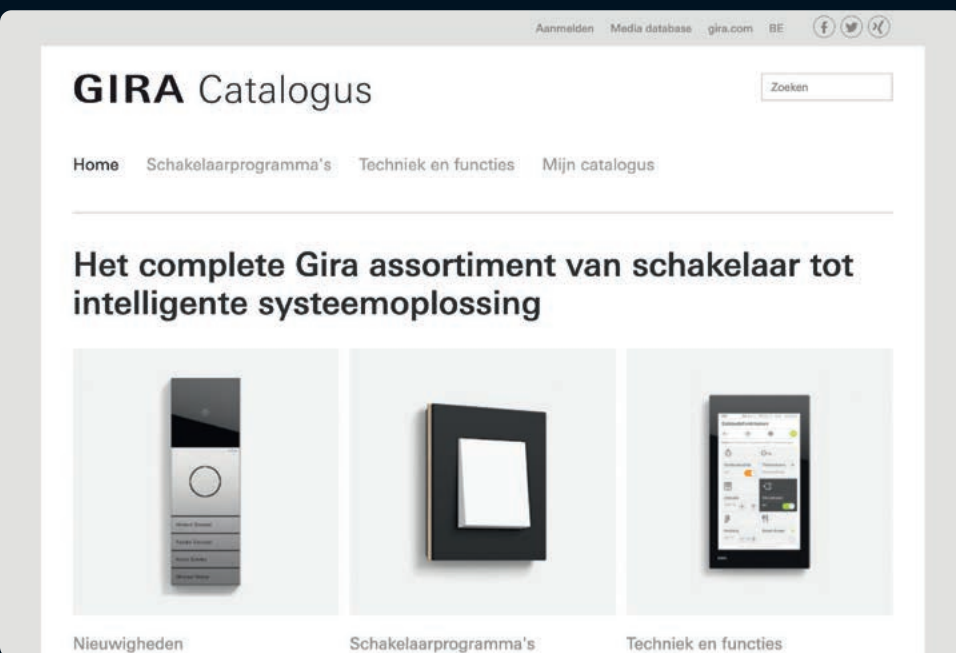 Aanmelden Media database gira.com BE
GIRA Catalogus
Zoeken
Home Schakelaarprogramma's Techniek en functies Mijn catalogus
Het complete Gira assortiment van schakelaar tot
intelligente systeemoplossing
Nieuwigheden Schakelaarprogramma's Techniek en functies